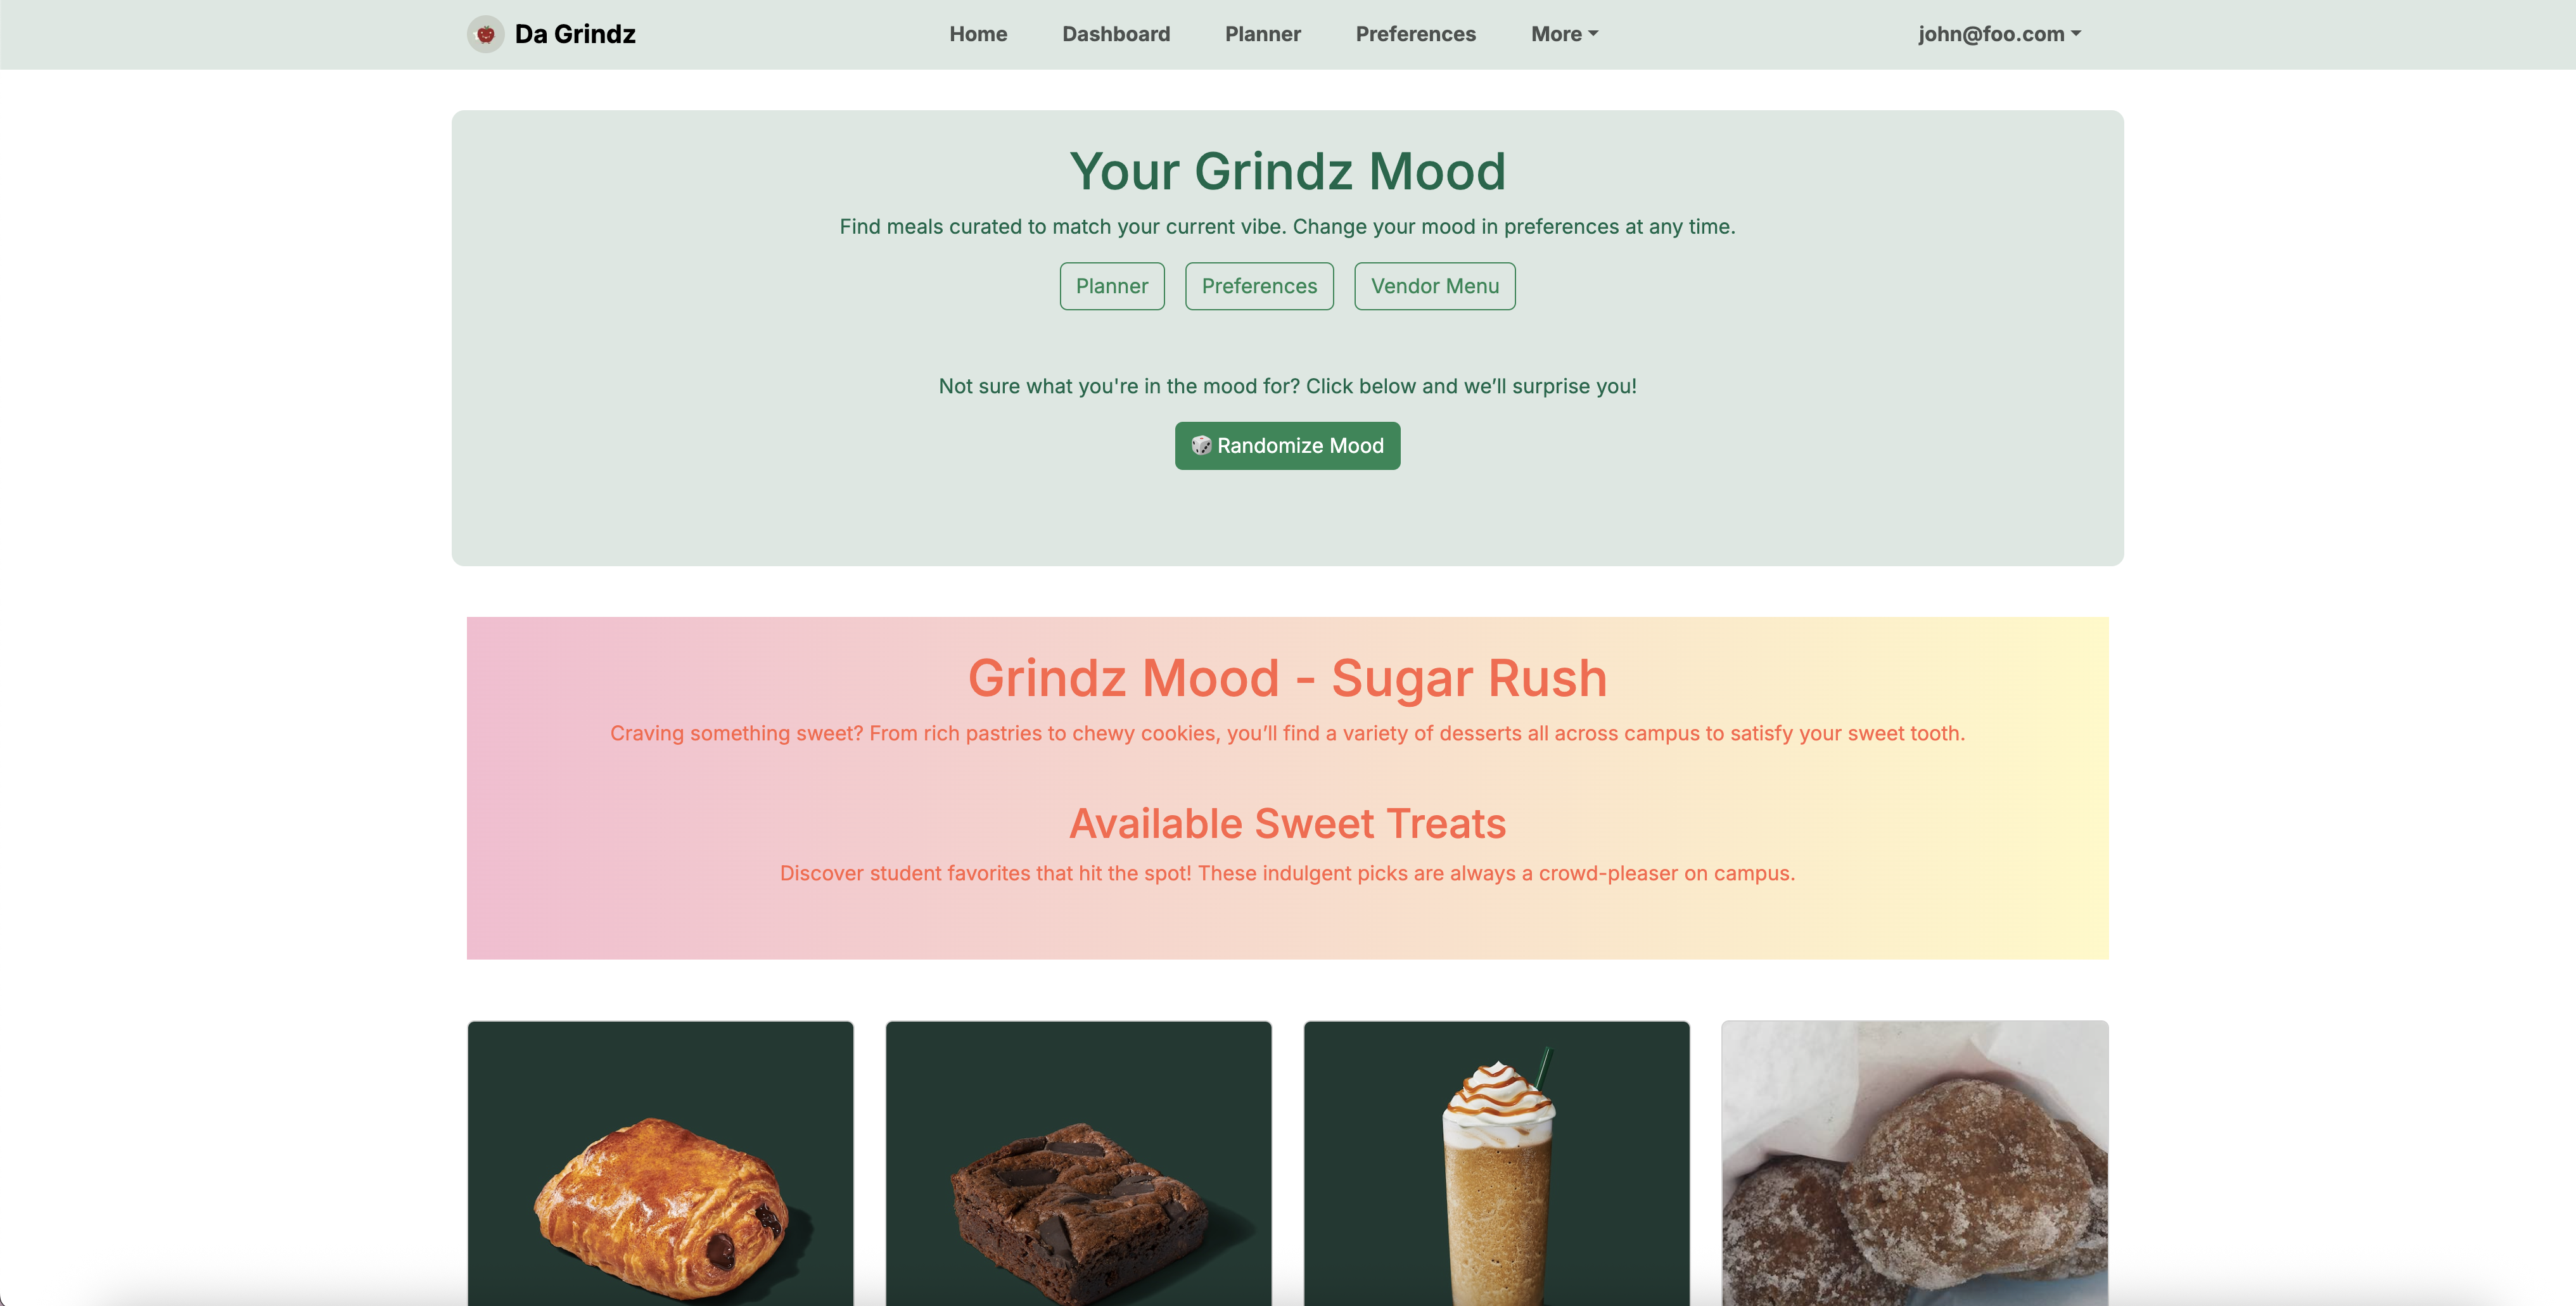 Da Grindz
Home Dashboard Planner Preferences More
john@foo.com
Your Grindz Mood
Find meals curated to match your current vibe. Change your mood in preferences at any time.
Planner Preferences Vendor Menu
Not sure what you're in the mood for? Click below and we’ll surprise you!
Randomize Mood
Grindz Mood - Sugar Rush
Craving something sweet? From rich pastries to chewy cookies, you’ll find a variety of desserts all across campus to satisfy your sweet tooth.
Available Sweet Treats
Discover student favorites that hit the spot! These indulgent picks are always a crowd-pleaser on campus.